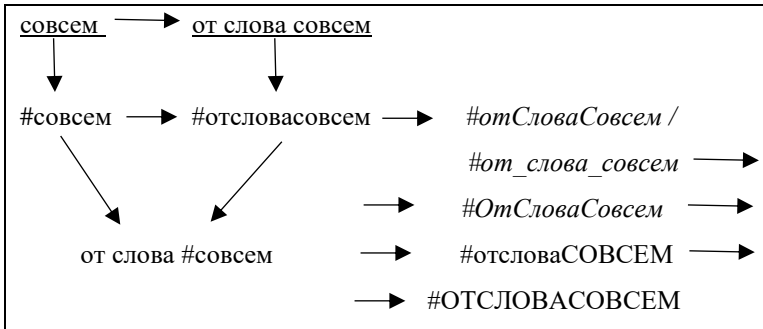 совсем от слова совсем
#совсем #отсловасовсем #отСловаСовсем /
#от_слова_совсем
#ОтСловаСовсем
от слова #совсем #отсловаСОВСЕМ
#ОТСЛОВАСОВСЕМ